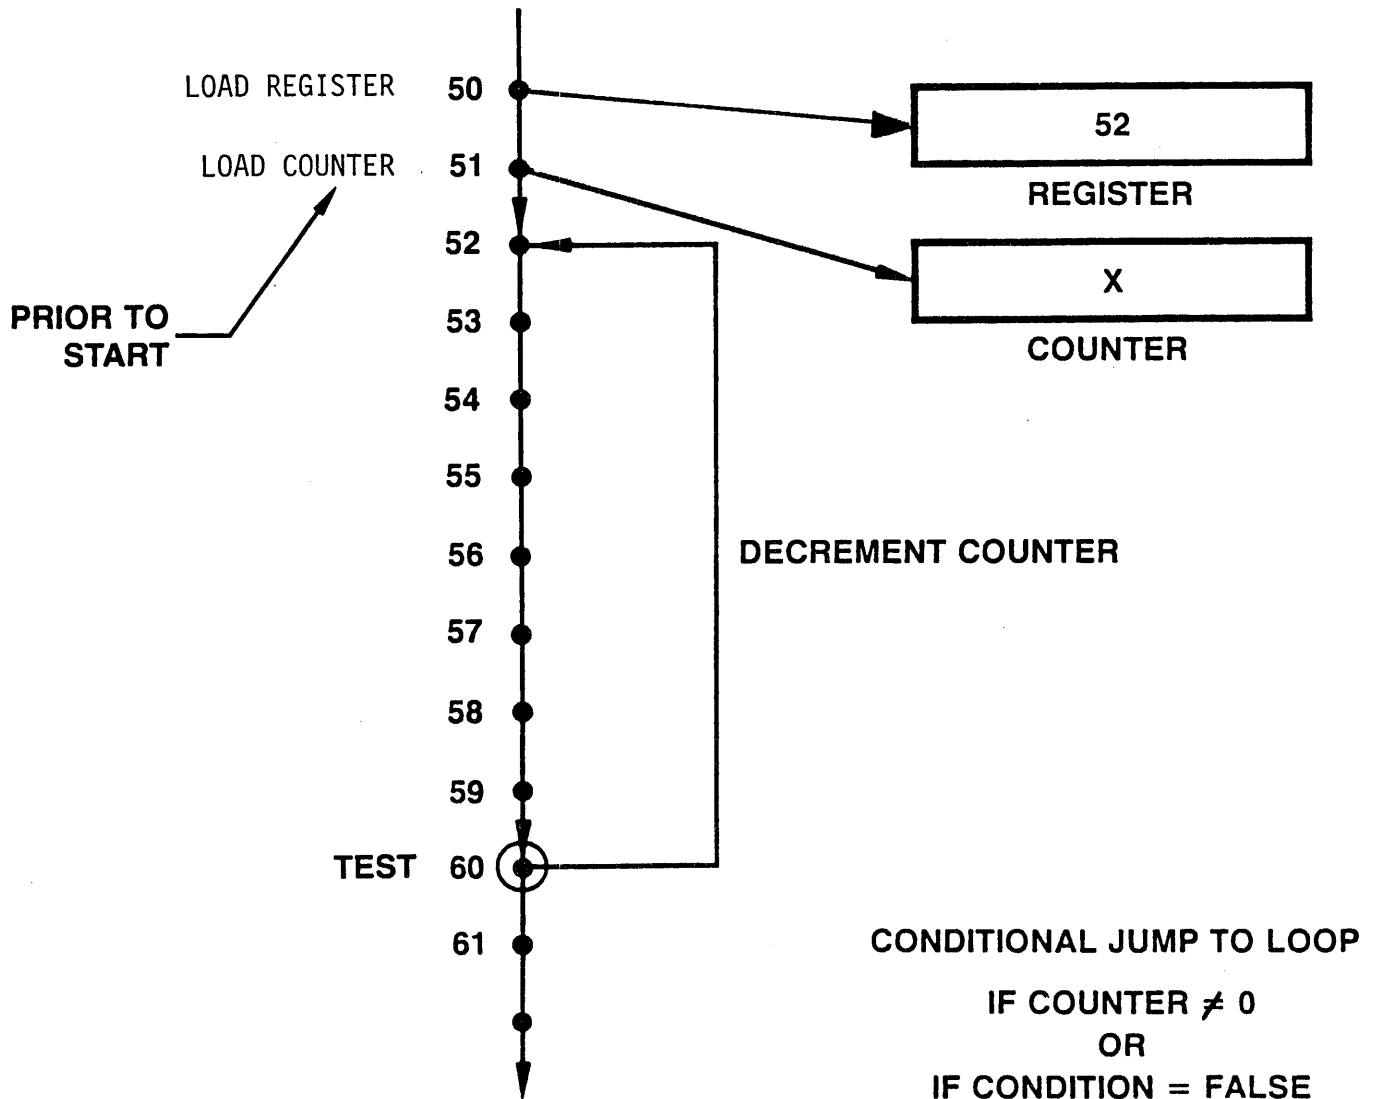 LOAD REGISTER 50
52
LOAD COUNTER 51
REGISTER
52
X
PRIOR TO
START
53
COUNTER
54
55
56
DECREMENT COUNTER
57
58
59
TEST 60
61
CONDITIONAL JUMP TO LOOP
IF COUNTER ≠ 0
OR
IF CONDITION = FALSE